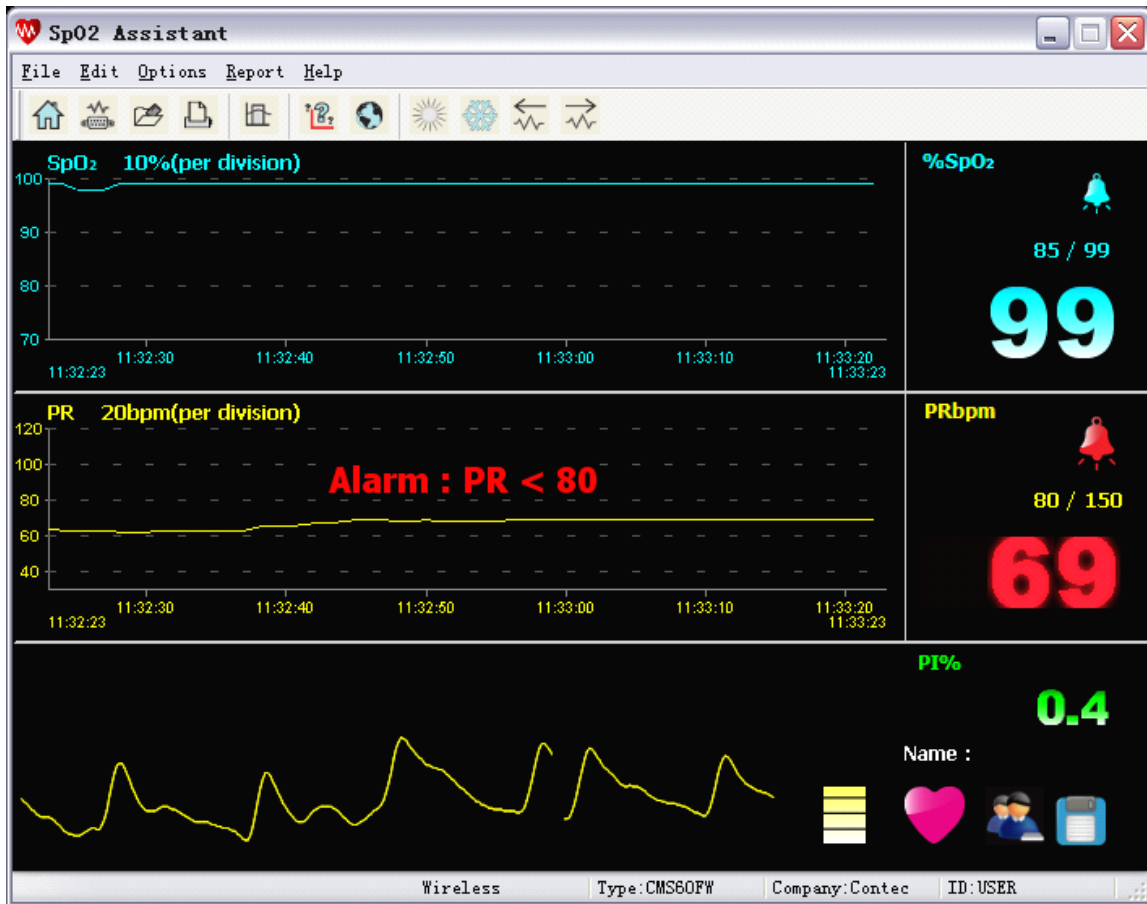 SpO2 Assistant
File Edit Options Report Help
SpO₂ 10%(per division)
100
90
80
70
11:32:30 11:32:40 11:32:50 11:33:00 11:33:10 11:33:20
11:32:23 11:33:23
%SpO₂
85 / 99
99
PR 20bpm(per division)
120
100
80
60
40
Alarm : PR < 80
11:32:30 11:32:40 11:32:50 11:33:00 11:33:10 11:33:20
11:32:23 11:33:23
PRbpm
80 / 150
69
PI%
0.4
Name :
Wireless Type:CMS60FW Company:Contec ID:USER